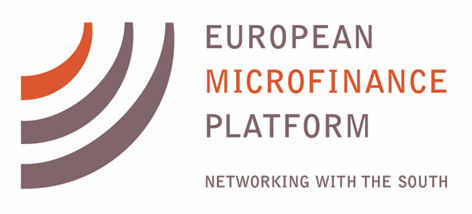 EUROPEAN
MICROFINANCE
PLATFORM
NETWORKING WITH THE SOUTH